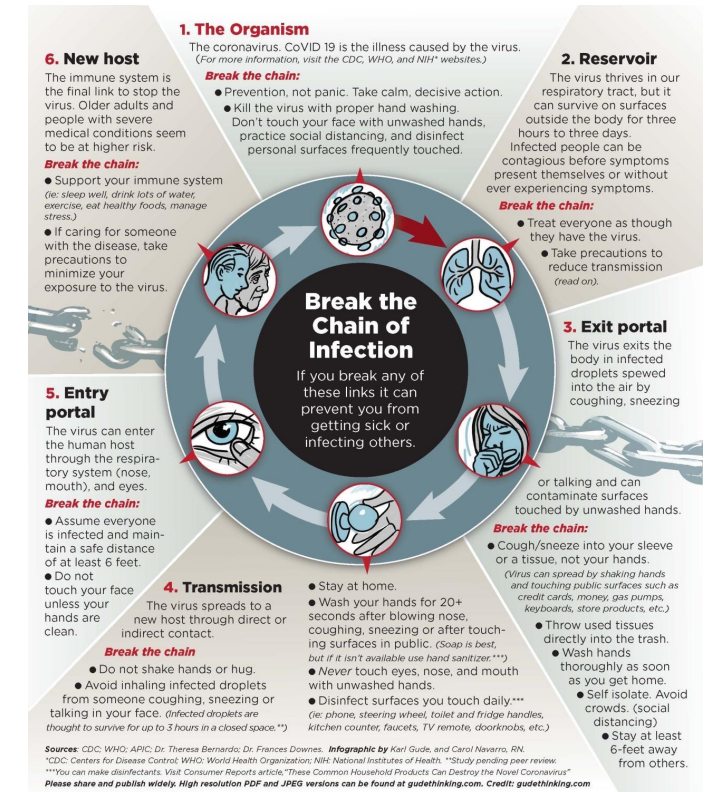 1. The Organism
The coronavirus. CoVID 19 is the illness caused by the virus.
(For more information, visit the CDC, WHO, and NIH* websites.)
Break the chain:
● Prevention, not panic. Take calm, decisive action.
● Kill the virus with proper hand washing.
Don't touch your face with unwashed hands,
practice social distancing, and disinfect
personal surfaces frequently touched.
2. Reservoir
The virus thrives in our
respiratory tract, but it
can survive on surfaces
outside the body for three
hours to three days.
Infected people can be
contagious before symptoms
present themselves or without
ever experiencing symptoms.
Break the chain:
● Treat everyone as though
they have the virus.
● Take precautions to
reduce transmission
(read on).
3. Exit portal
The virus exits the
body in infected
droplets spewed
into the air by
coughing, sneezing
or talking and can
contaminate surfaces
touched by unwashed hands.
Break the chain:
● Cough/sneeze into your sleeve
or a tissue, not your hands.
(Virus can spread by shaking hands
and touching public surfaces such as
credit cards, money, gas pumps,
keyboards, store products, etc.)
● Throw used tissues
directly into the trash.
● Wash hands
thoroughly as soon
as you get home.
● Self isolate. Avoid
crowds. (social
distancing)
● Stay at least
6-feet away
from others.
4. Transmission
The virus spreads to a
new host through direct or
indirect contact.
Break the chain
● Do not shake hands or hug.
● Avoid inhaling infected droplets
from someone coughing, sneezing or
talking in your face. (Infected droplets are
thought to survive for up to 3 hours in a closed space.**)
● Stay at home.
● Wash your hands for 20+
seconds after blowing nose,
coughing, sneezing or after touch-
ing surfaces in public. (Soap is best,
but if it isn't available use hand sanitizer.***)
● Never touch eyes, nose, and mouth
with unwashed hands.
● Disinfect surfaces you touch daily.***
(ie: phone, steering wheel, toilet and fridge handles,
kitchen counter, faucets, TV remote, doorknobs, etc.)
5. Entry
portal
The virus can enter
the human host
through the respira-
tory system (nose,
mouth), and eyes.
Break the chain:
● Assume everyone
is infected and main-
tain a safe distance
of at least 6 feet.
● Do not
touch your face
unless your
hands are
clean.
6. New host
The immune system is
the final link to stop the
virus. Older adults and
people with severe
medical conditions seem
to be at higher risk.
Break the chain:
● Support your immune system
(ie: sleep well, drink lots of water,
exercise, eat healthy foods, manage
stress.)
● If caring for someone
with the disease, take
precautions to
minimize your
exposure to the virus.
Break the
Chain of
Infection
If you break any of
these links it can
prevent you from
getting sick or
infecting others.
Sources: CDC; WHO; APIC; Dr. Theresa Bernardo; Dr. Frances Downes. Infographic by Karl Gude, and Carol Navarro, RN.
*CDC: Centers for Disease Control; WHO: World Health Organization; NIH: National Institutes of Health. **Study pending peer review.
***You can make disinfectants. Visit Consumer Reports article,"These Common Household Products Can Destroy the Novel Coronavirus"
Please share and publish widely. High resolution PDF and JPEG versions can be found at gudethinking.com. Credit: gudethinking.com